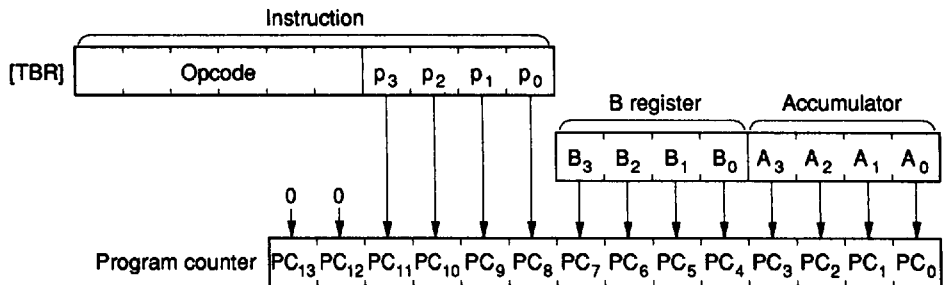 Instruction
[TBR] Opcode p₃ p₂ p₁ p₀
B register Accumulator
B₃ B₂ B₁ B₀ A₃ A₂ A₁ A₀
0 0
Program counter PC₁₃ PC₁₂ PC₁₁ PC₁₀ PC₉ PC₈ PC₇ PC₆ PC₅ PC₄ PC₃ PC₂ PC₁ PC₀